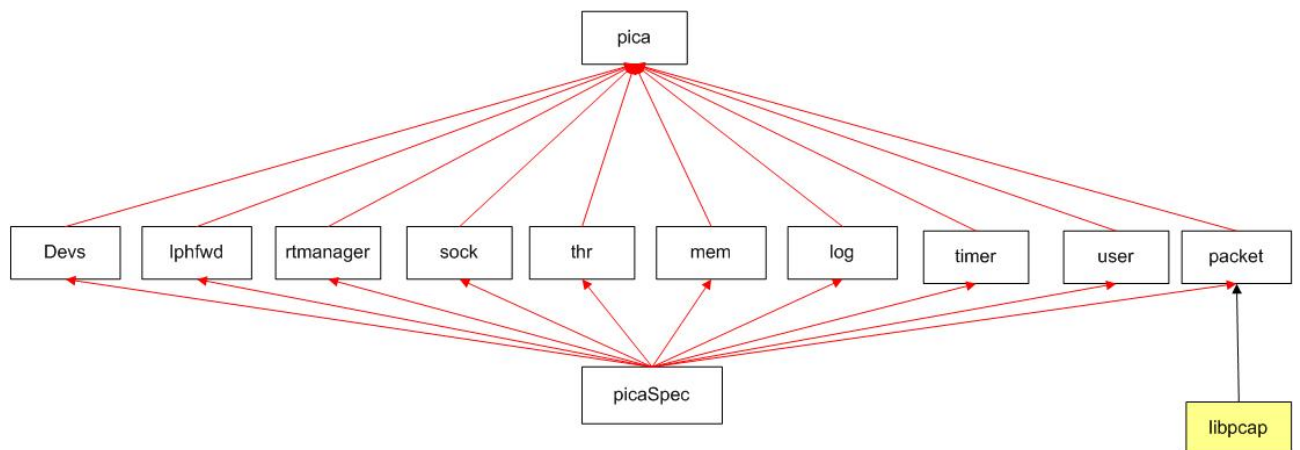 pica
Devs
lphfwd
rtmanager
sock
thr
mem
log
timer
user
packet
picaSpec
libpcap